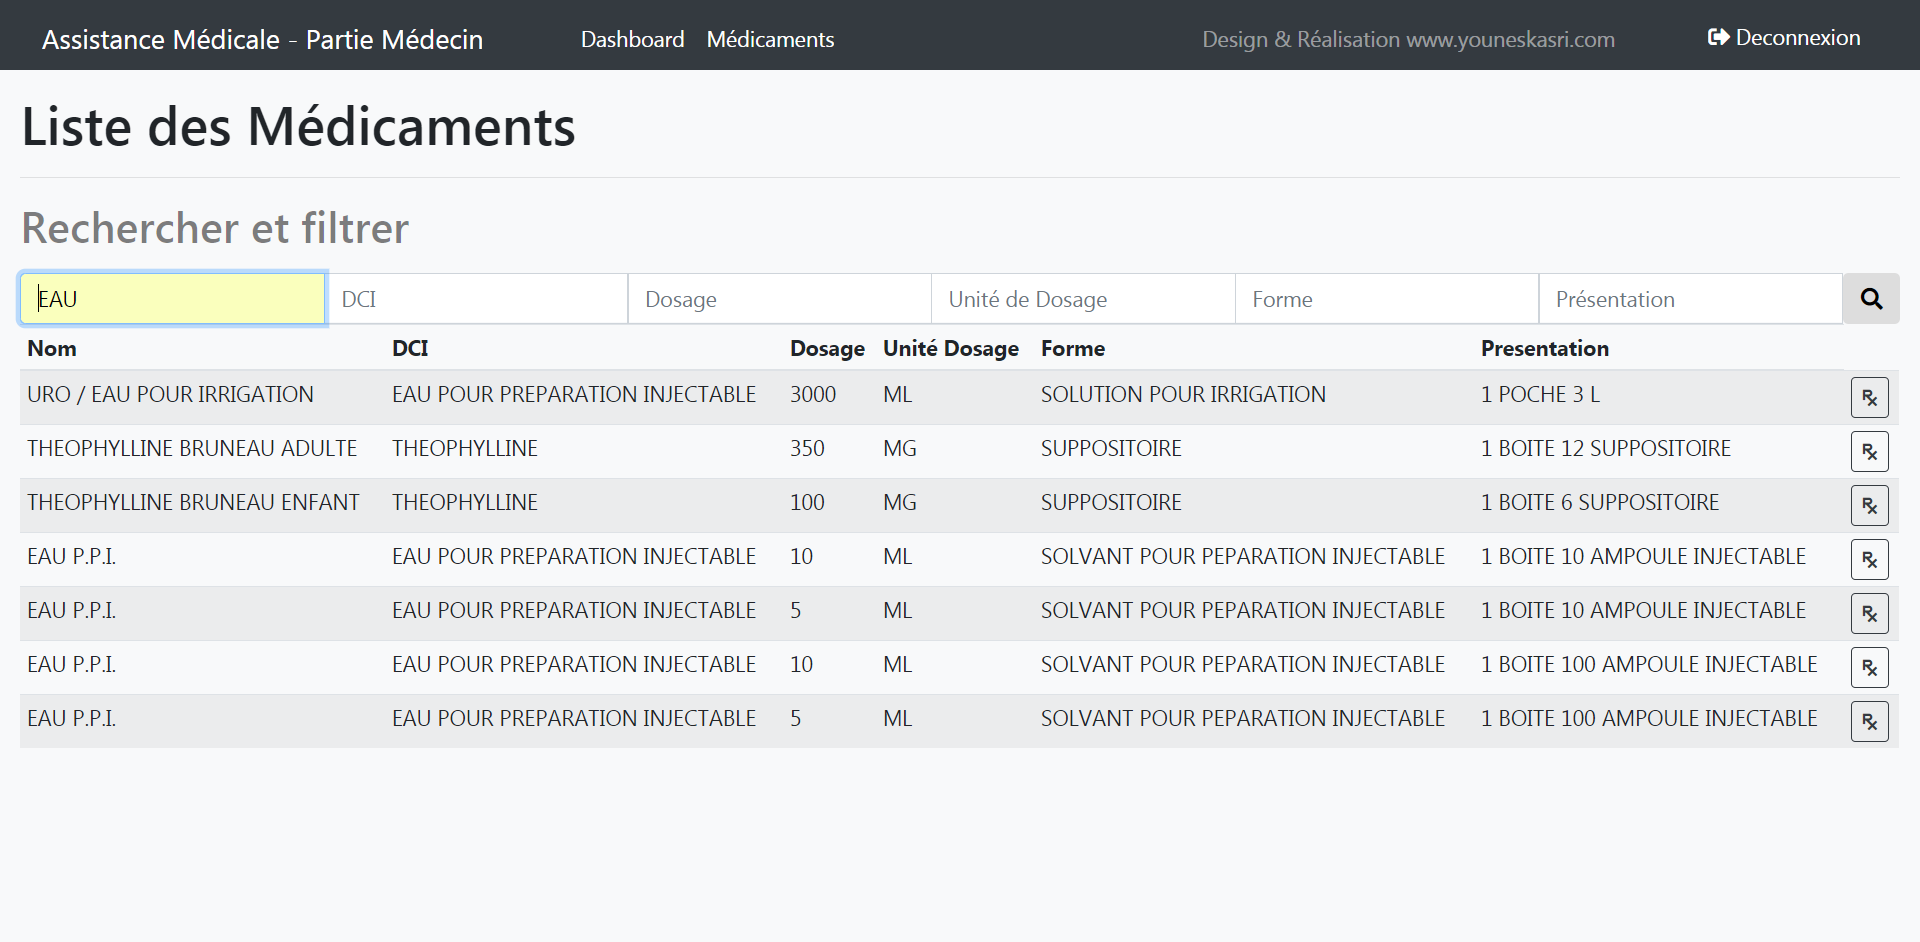 Assistance Médicale - Partie Médecin Dashboard Médicaments Design & Réalisation www.youneskasri.com Deconnexion
Liste des Médicaments
Rechercher et filtrer
EAU DCI Dosage Unité de Dosage Forme Présentation
Nom DCI Dosage Unité Dosage Forme Presentation
URO / EAU POUR IRRIGATION EAU POUR PREPARATION INJECTABLE 3000 ML SOLUTION POUR IRRIGATION 1 POCHE 3 L ℞
THEOPHYLLINE BRUNEAU ADULTE THEOPHYLLINE 350 MG SUPPOSITOIRE 1 BOITE 12 SUPPOSITOIRE ℞
THEOPHYLLINE BRUNEAU ENFANT THEOPHYLLINE 100 MG SUPPOSITOIRE 1 BOITE 6 SUPPOSITOIRE ℞
EAU P.P.I. EAU POUR PREPARATION INJECTABLE 10 ML SOLVANT POUR PEPARATION INJECTABLE 1 BOITE 10 AMPOULE INJECTABLE ℞
EAU P.P.I. EAU POUR PREPARATION INJECTABLE 5 ML SOLVANT POUR PEPARATION INJECTABLE 1 BOITE 10 AMPOULE INJECTABLE ℞
EAU P.P.I. EAU POUR PREPARATION INJECTABLE 10 ML SOLVANT POUR PEPARATION INJECTABLE 1 BOITE 100 AMPOULE INJECTABLE ℞
EAU P.P.I. EAU POUR PREPARATION INJECTABLE 5 ML SOLVANT POUR PEPARATION INJECTABLE 1 BOITE 100 AMPOULE INJECTABLE ℞